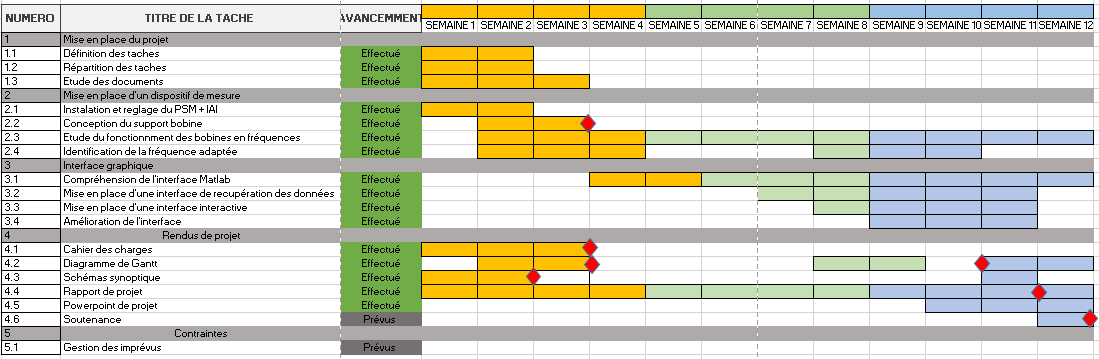 NUMERO TITRE DE LA TACHE AVANCEMMENT SEMAINE 1 SEMAINE 2 SEMAINE 3 SEMAINE 4 SEMAINE 5 SEMAINE 6 SEMAINE 7 SEMAINE 8 SEMAINE 9 SEMAINE 10 SEMAINE 11 SEMAINE 12
1 Mise en place du projet
1.1 Définition des taches Effectué
1.2 Répartition des taches Effectué
1.3 Etude des documents Effectué
2 Mise en place d'un dispositif de mesure
2.1 Instalation et reglage du PSM + IAI Effectué
2.2 Conception du support bobine Effectué
2.3 Etude du fonctionnment des bobines en fréquences Effectué
2.4 Identification de la fréquence adaptée Effectué
3 Interface graphique
3.1 Compréhension de l'interface Matlab Effectué
3.2 Mise en place d'une interface de recupération des données Effectué
3.3 Mise en place d'une interface interactive Effectué
3.4 Amélioration de l'interface Effectué
4 Rendus de projet
4.1 Cahier des charges Effectué
4.2 Diagramme de Gantt Effectué
4.3 Schémas synoptique Effectué
4.4 Rapport de projet Effectué
4.5 Powerpoint de projet Effectué
4.6 Soutenance Prévus
5 Contraintes
5.1 Gestion des imprévus Prévus